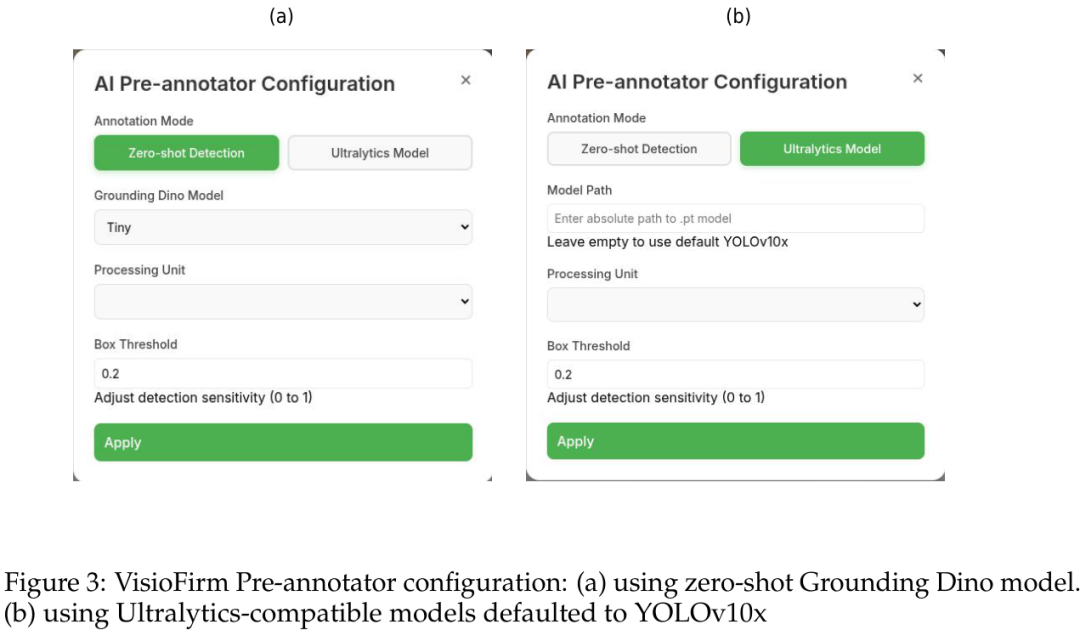 (a)
AI Pre-annotator Configuration ×
Annotation Mode
Zero-shot Detection Ultralytics Model
Grounding Dino Model
Tiny
Processing Unit
Box Threshold
0.2
Adjust detection sensitivity (0 to 1)
Apply
(b)
AI Pre-annotator Configuration ×
Annotation Mode
Zero-shot Detection Ultralytics Model
Model Path
Enter absolute path to .pt model
Leave empty to use default YOLOv10x
Processing Unit
Box Threshold
0.2
Adjust detection sensitivity (0 to 1)
Apply
Figure 3: VisioFirm Pre-annotator configuration: (a) using zero-shot Grounding Dino model.
(b) using Ultralytics-compatible models defaulted to YOLOv10x